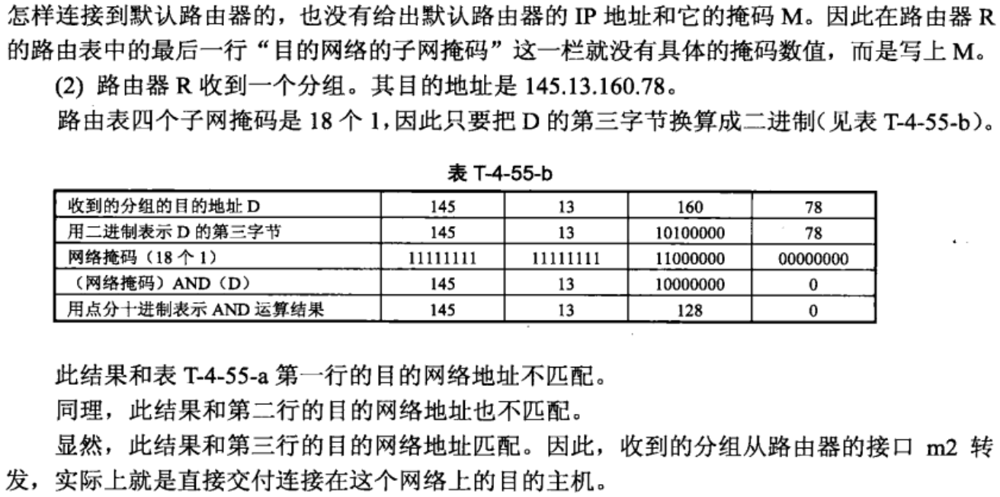 怎样连接到默认路由器的，也没有给出默认路由器的 IP 地址和它的掩码 M。因此在路由器 R
的路由表中的最后一行“目的网络的子网掩码”这一栏就没有具体的掩码数值，而是写上 M。
(2) 路由器 R 收到一个分组。其目的地址是 145.13.160.78。
路由表四个子网掩码是 18 个 1，因此只要把 D 的第三字节换算成二进制（见表 T-4-55-b）。
表 T-4-55-b
收到的分组的目的地址 D 145 13 160 78
用二进制表示 D 的第三字节 145 13 10100000 78
网络掩码（18 个 1） 11111111 11111111 11000000 00000000
（网络掩码）AND（D） 145 13 10000000 0
用点分十进制表示 AND 运算结果 145 13 128 0
此结果和表 T-4-55-a 第一行的目的网络地址不匹配。
同理，此结果和第二行的目的网络地址也不匹配。
显然，此结果和第三行的目的网络地址匹配。因此，收到的分组从路由器的接口 m2 转
发，实际上就是直接交付连接在这个网络上的目的主机。